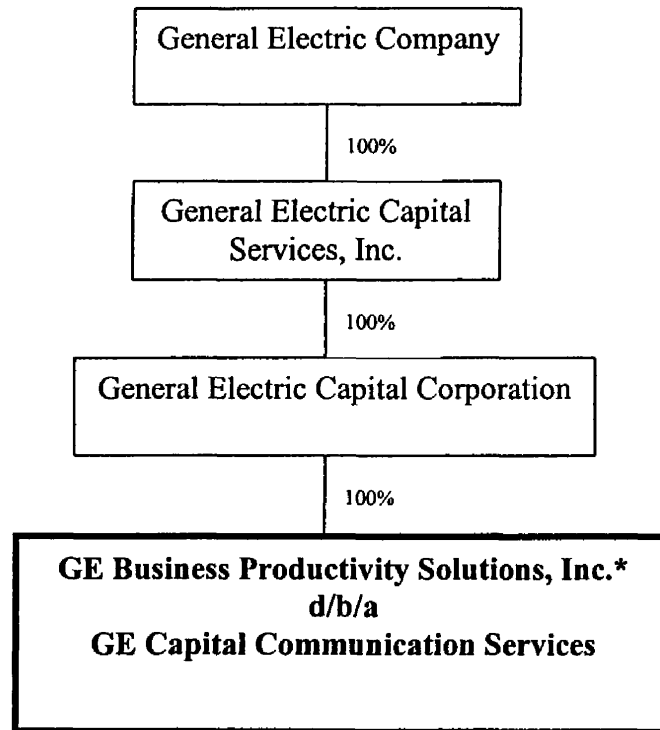 General Electric Company
100%
General Electric Capital
Services, Inc.
100%
General Electric Capital Corporation
100%
GE Business Productivity Solutions, Inc.*
d/b/a
GE Capital Communication Services